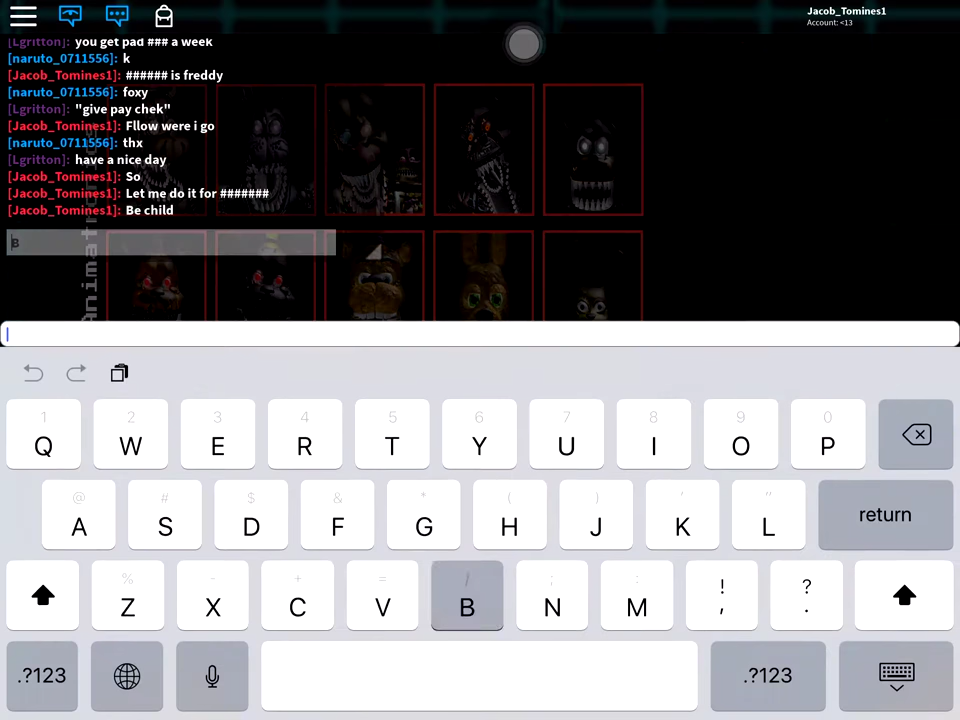 Jacob_Tomines1
Account: <13
[Lgritton]: you get pad ### a week
[naruto_0711556]: k
[Jacob_Tomines1]: ###### is freddy
[naruto_0711556]: foxy
[Lgritton]: "give pay chek"
[Jacob_Tomines1]: Fllow were i go
[naruto_0711556]: thx
[Lgritton]: have a nice day
[Jacob_Tomines1]: So
[Jacob_Tomines1]: Let me do it for #######
[Jacob_Tomines1]: Be child
B
1 2 3 4 5 6 7 8 9 0
Q W E R T Y U I O P
@ # $ & * ( ) ' "
A S D F G H J K L return
% - + = / ; : ! ?
Z X C V B N M , .
.?123 .?123